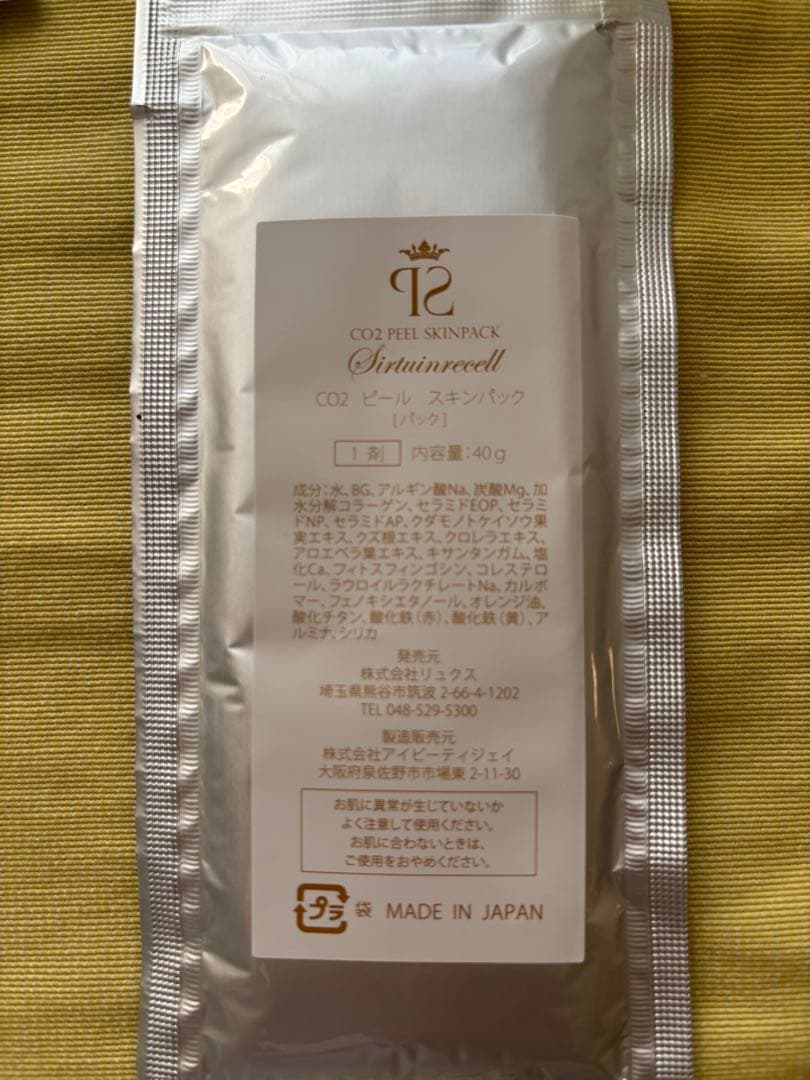 PS
CO2 PEEL SKINPACK
Sirtuinrecell
CO2 ピール スキンパック
[パック]
1 剤 内容量:40g
成分:水、BG、アルギン酸Na、炭酸Mg、加
水分解コラーゲン、セラミドEOP、セラミ
ドNP、セラミドAP、クダモノトケイソウ果
実エキス、クズ根エキス、クロレラエキス、
アロエベラ葉エキス、キサンタンガム、塩
化Ca、フィトスフィンゴシン、コレステロ
ール、ラウロイルラクチレートNa、カルボ
マー、フェノキシエタノール、オレンジ油、
酸化チタン、酸化鉄(赤)、酸化鉄(黄)、ア
ルミナ、シリカ
発売元
株式会社リュクス
埼玉県熊谷市筑波 2-66-4-1202
TEL 048-529-5300
製造販売元
株式会社アイピーティジェイ
大阪府泉佐野市市場東 2-11-30
お肌に異常が生じていないか
よく注意して使用ください。
お肌に合わないときは、
ご使用をおやめください。
プラ 袋 MADE IN JAPAN